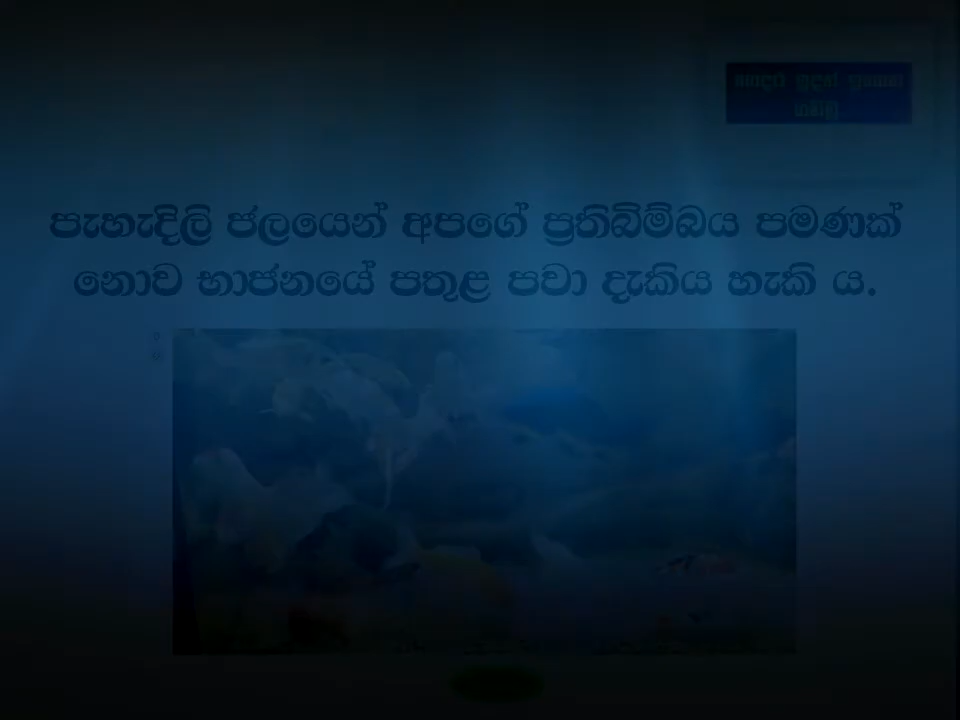 පැහැදිලි ජලයෙන් අපගේ ප්‍රතිබිම්බය පමණක්
නොව භාජනයේ පතුළ පවා දැකිය හැකි ය.